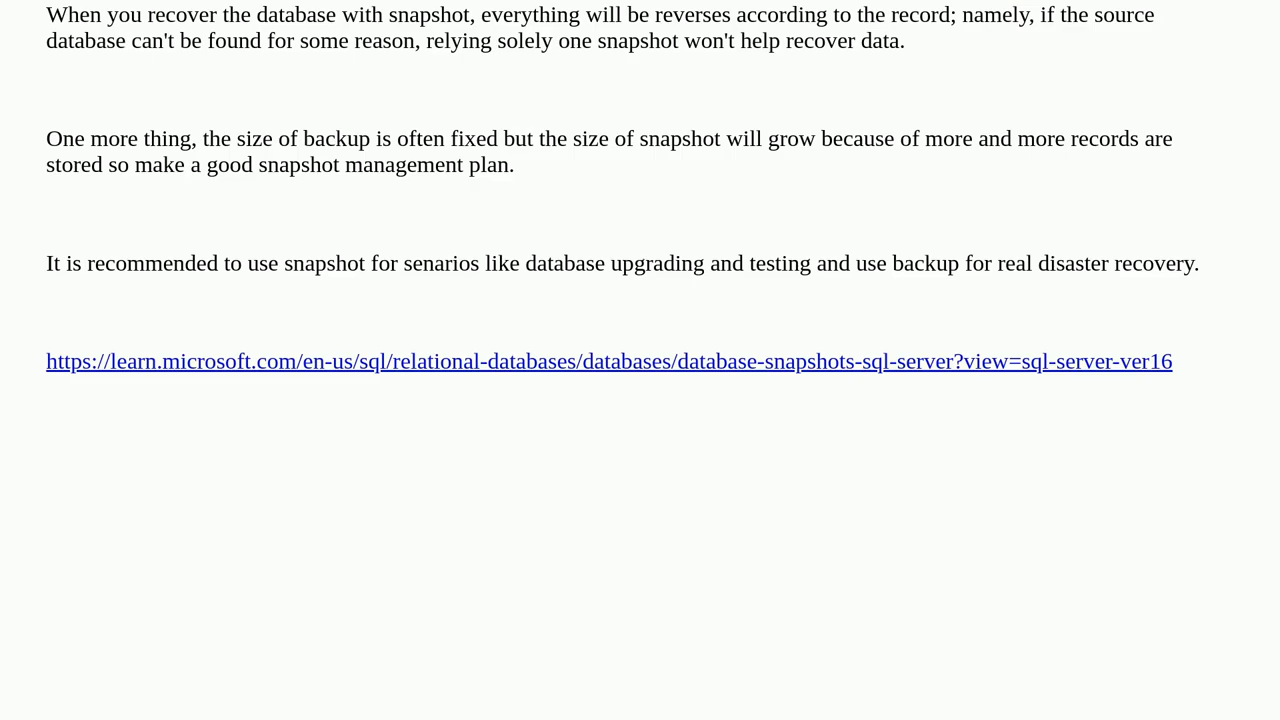 When you recover the database with snapshot, everything will be reverses according to the record; namely, if the source
database can't be found for some reason, relying solely one snapshot won't help recover data.
One more thing, the size of backup is often fixed but the size of snapshot will grow because of more and more records are
stored so make a good snapshot management plan.
It is recommended to use snapshot for senarios like database upgrading and testing and use backup for real disaster recovery.
https://learn.microsoft.com/en-us/sql/relational-databases/databases/database-snapshots-sql-server?view=sql-server-ver16